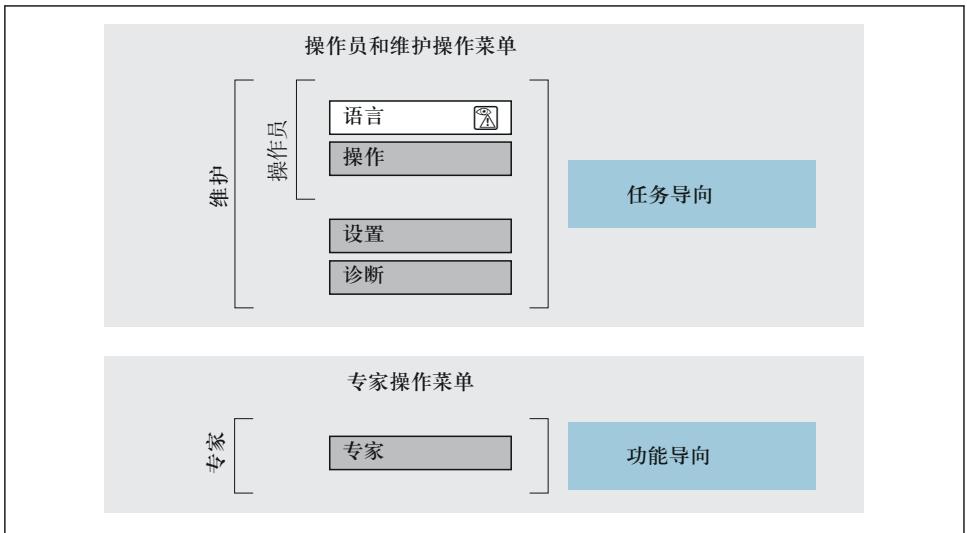 操作员和维护操作菜单
维护
操作员
语言
操作
设置
诊断
任务导向
专家操作菜单
专家
专家
功能导向